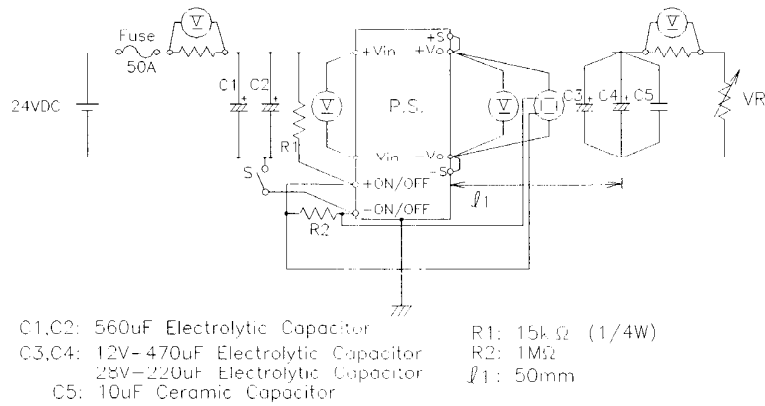 Fuse
50A
24VDC
V
C1
C2
R1
S
V
+Vin
-Vin
P.S.
+S
+Vo
-Vo
-S
+ON/OFF
-ON/OFF
R2
V
C3
C4
C5
V
VR
ℓ1
C1,C2: 560uF Electrolytic Capacitor
C3,C4: 12V-470uF Electrolytic Capacitor
28V-220uF Electrolytic Capacitor
C5: 10uF Ceramic Capacitor
R1: 15kΩ (1/4W)
R2: 1MΩ
ℓ1: 50mm